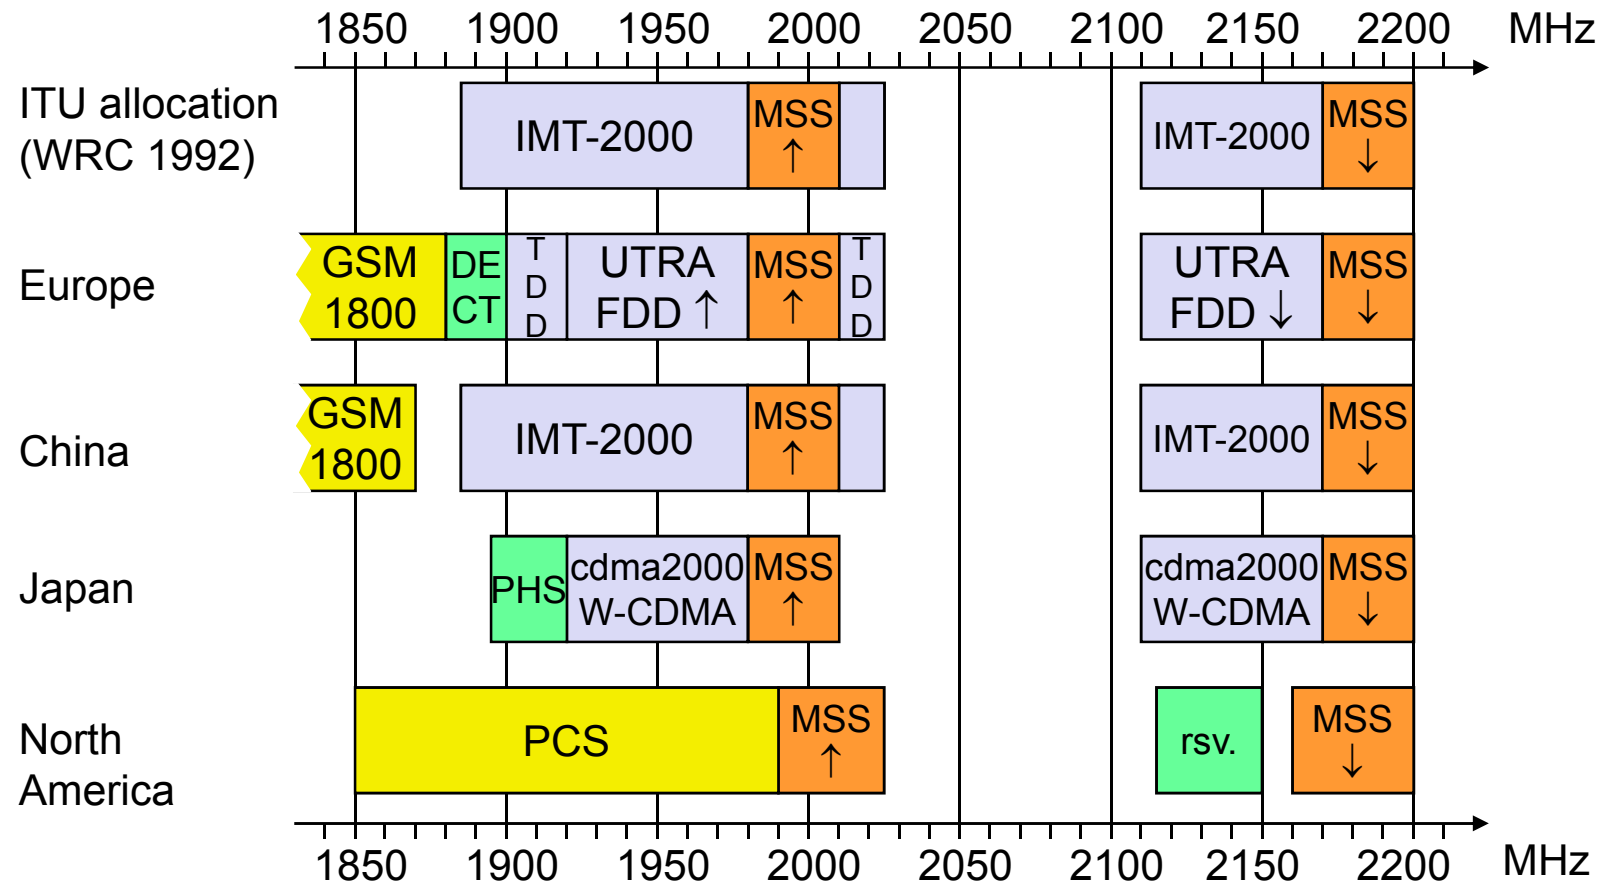 1850 1900 1950 2000 2050 2100 2150 2200 MHz
ITU allocation
(WRC 1992)
IMT-2000
MSS
↑
IMT-2000
MSS
↓
Europe
GSM
1800
DE
CT
T
D
D
UTRA
FDD ↑
MSS
↑
T
D
D
UTRA
FDD ↓
MSS
↓
China
GSM
1800
IMT-2000
MSS
↑
IMT-2000
MSS
↓
Japan
PHS
cdma2000
W-CDMA
MSS
↑
cdma2000
W-CDMA
MSS
↓
North
America
PCS
MSS
↑
rsv.
MSS
↓
1850 1900 1950 2000 2050 2100 2150 2200 MHz